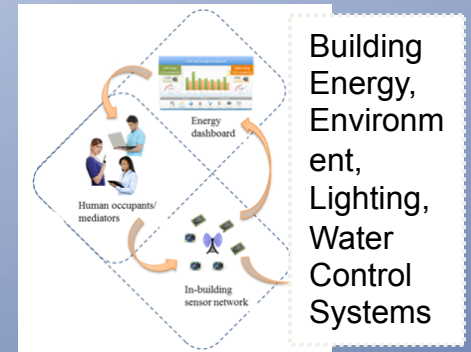 Energy
dashboard
Human occupants/
mediators
In-building
sensor network
Building
Energy,
Environm
ent,
Lighting,
Water
Control
Systems